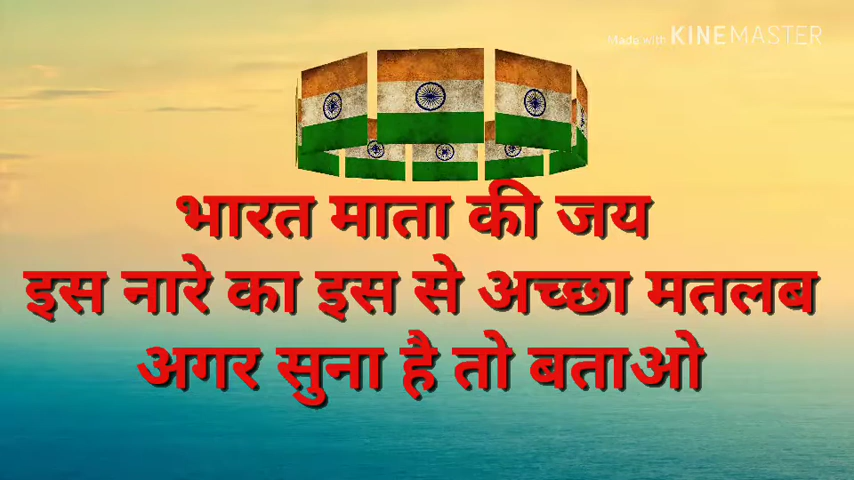 Made with KINEMASTER
भारत माता की जय
इस नारे का इस से अच्छा मतलब
अगर सुना है तो बताओ